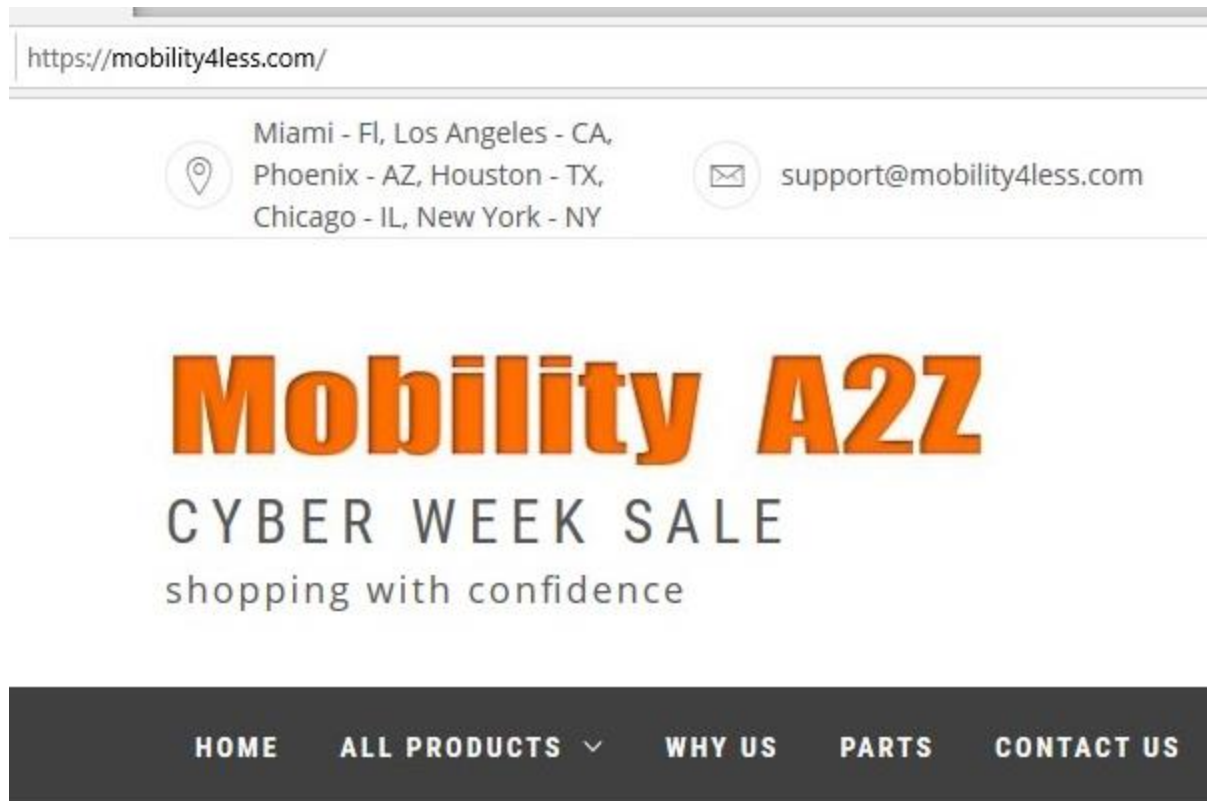 https://mobility4less.com/
Miami - Fl, Los Angeles - CA,
Phoenix - AZ, Houston - TX,
Chicago - IL, New York - NY
support@mobility4less.com
Mobility A2Z
CYBER WEEK SALE
shopping with confidence
HOME ALL PRODUCTS WHY US PARTS CONTACT US